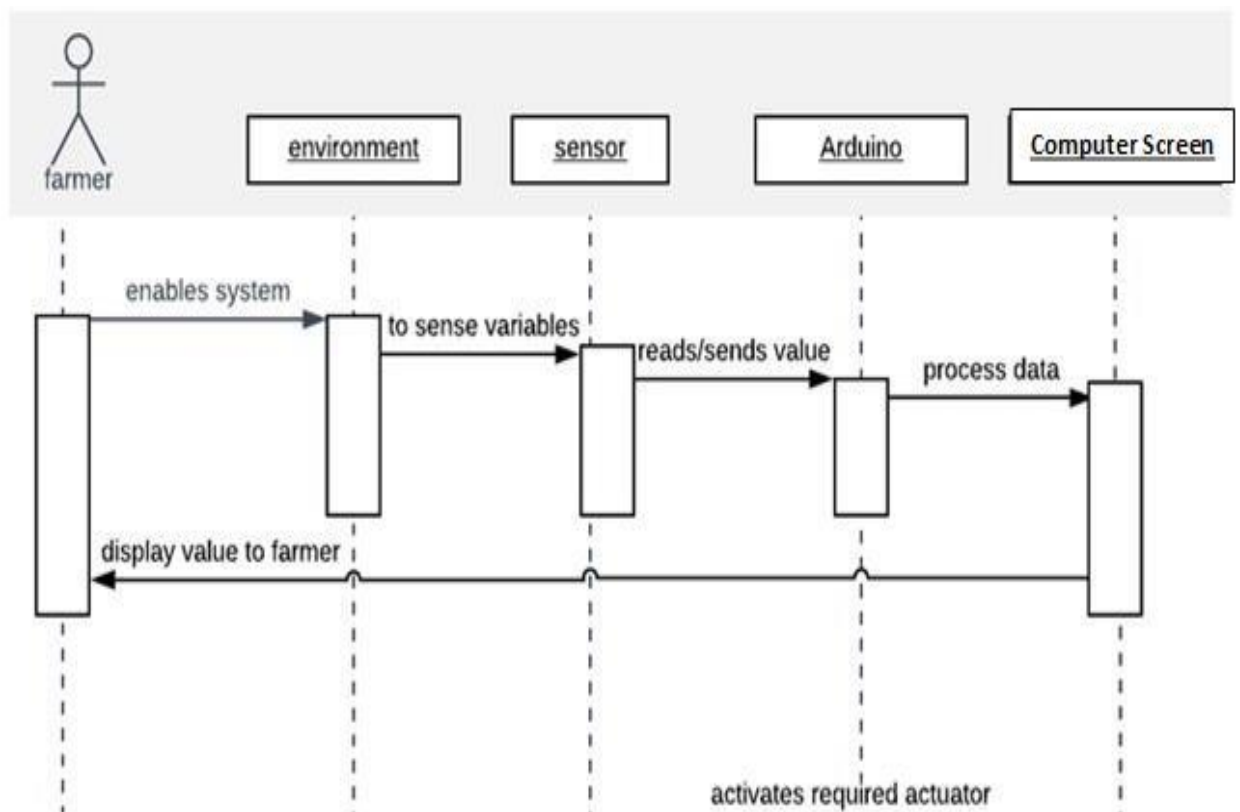 farmer
environment
sensor
Arduino
Computer Screen
enables system
to sense variables
reads/sends value
process data
display value to farmer
activates required actuator